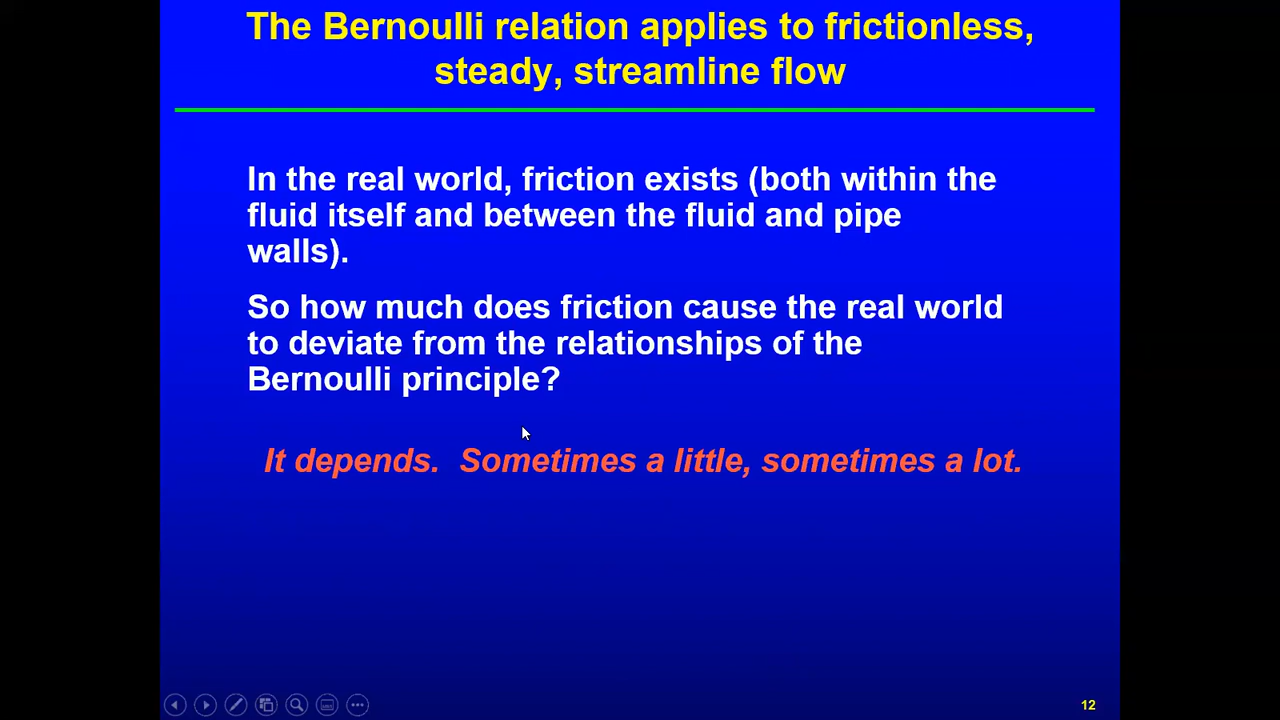 The Bernoulli relation applies to frictionless,
steady, streamline flow
In the real world, friction exists (both within the
fluid itself and between the fluid and pipe
walls).
So how much does friction cause the real world
to deviate from the relationships of the
Bernoulli principle?
It depends.  Sometimes a little, sometimes a lot.
12